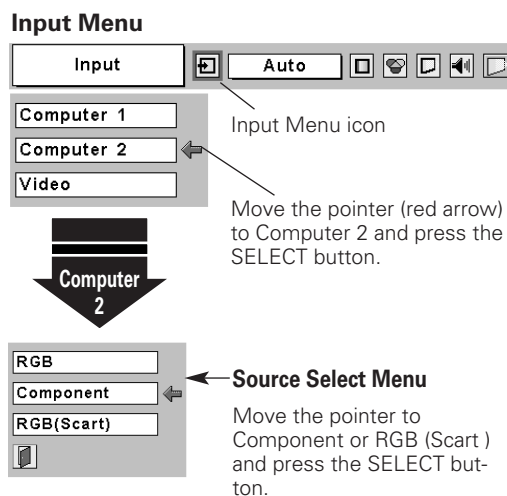 Input Menu
Input
Auto
Computer 1
Computer 2
Video
Input Menu icon
Move the pointer (red arrow)
to Computer 2 and press the
SELECT button.
Computer
2
RGB
Component
RGB(Scart)
Source Select Menu
Move the pointer to
Component or RGB (Scart )
and press the SELECT but-
ton.